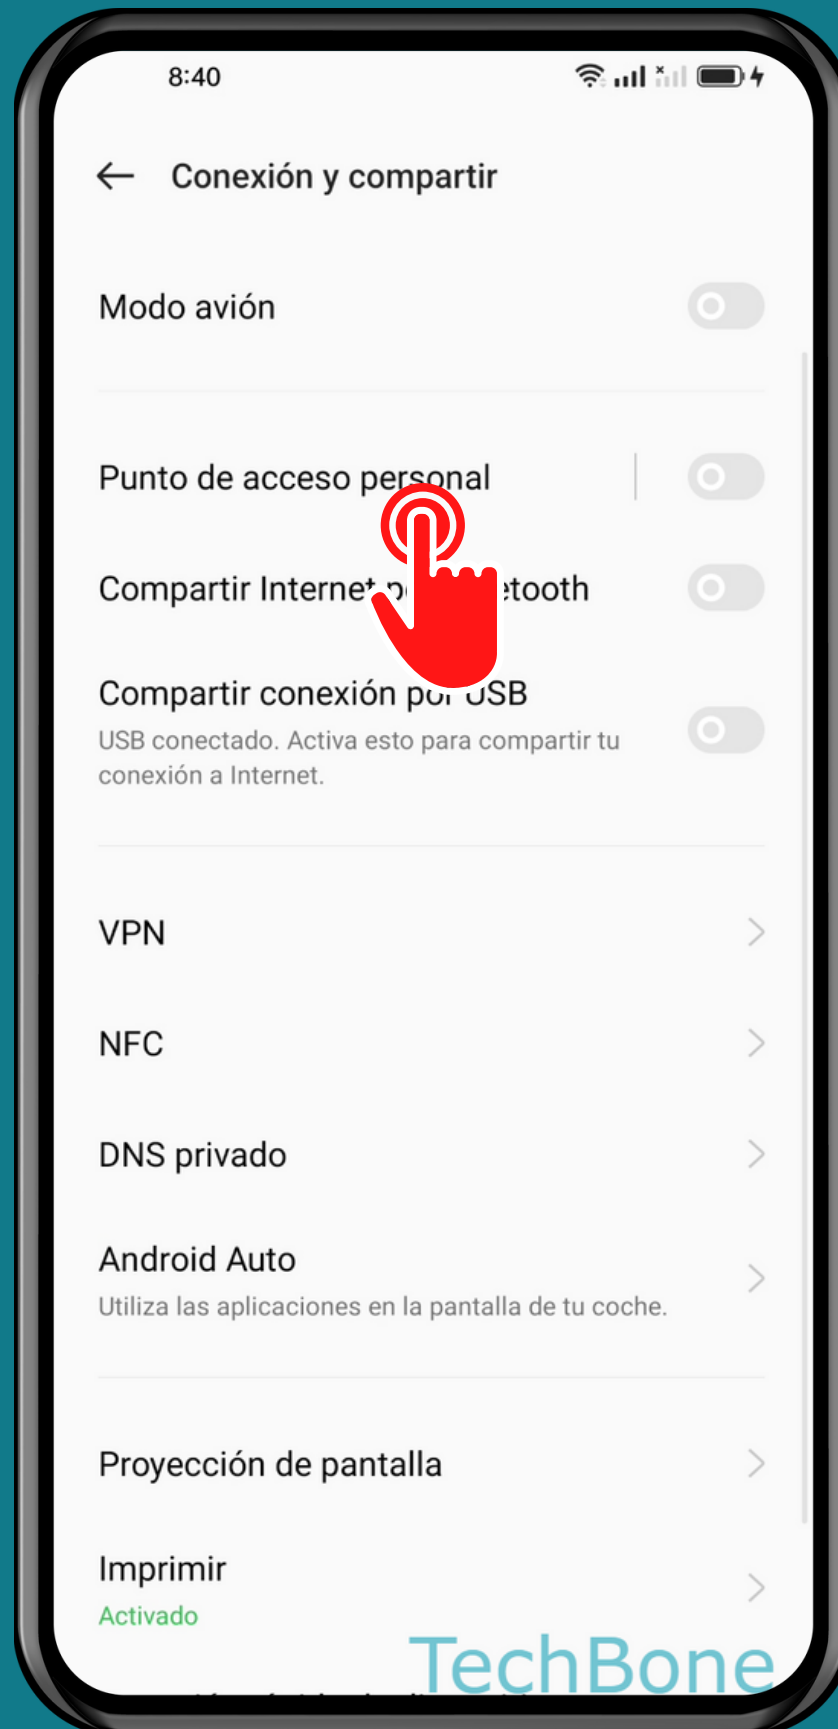 8:40
Conexión y compartir
Modo avión
Punto de acceso personal
Compartir Internet
Compartir conexión por USB
USB conectado. Activa esto para compartir tu
conexión a Internet.
VPN
NFC
DNS privado
Android Auto
Utiliza las aplicaciones en la pantalla de tu coche.
Proyección de pantalla
Imprimir
Activado
TechBone